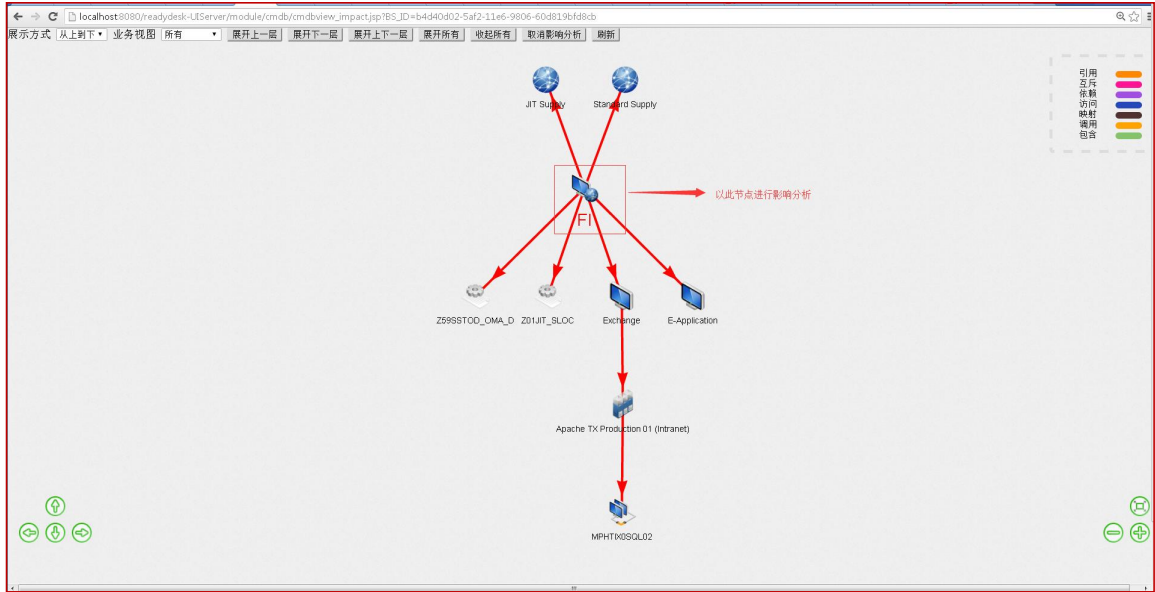 localhost:8080/readydesk-UIServer/module/cmdb/cmdbview_impact.jsp?BS_ID=b4d40d02-5af2-11e6-9806-60d819bfd8cb
展示方式 从上到下 业务视图 所有 展开上一层 展开下一层 展开上下一层 展开所有 收起所有 取消影响分析 刷新
引用
互斥
依赖
访问
映射
调用
包含
JIT Supply Standard Supply
以此节点进行影响分析
FI
Z59SSTOD_OMA_D Z01JIT_SLOC Exchange E-Application
Apache TX Production 01 (Intranet)
MPHTIX0SQL02